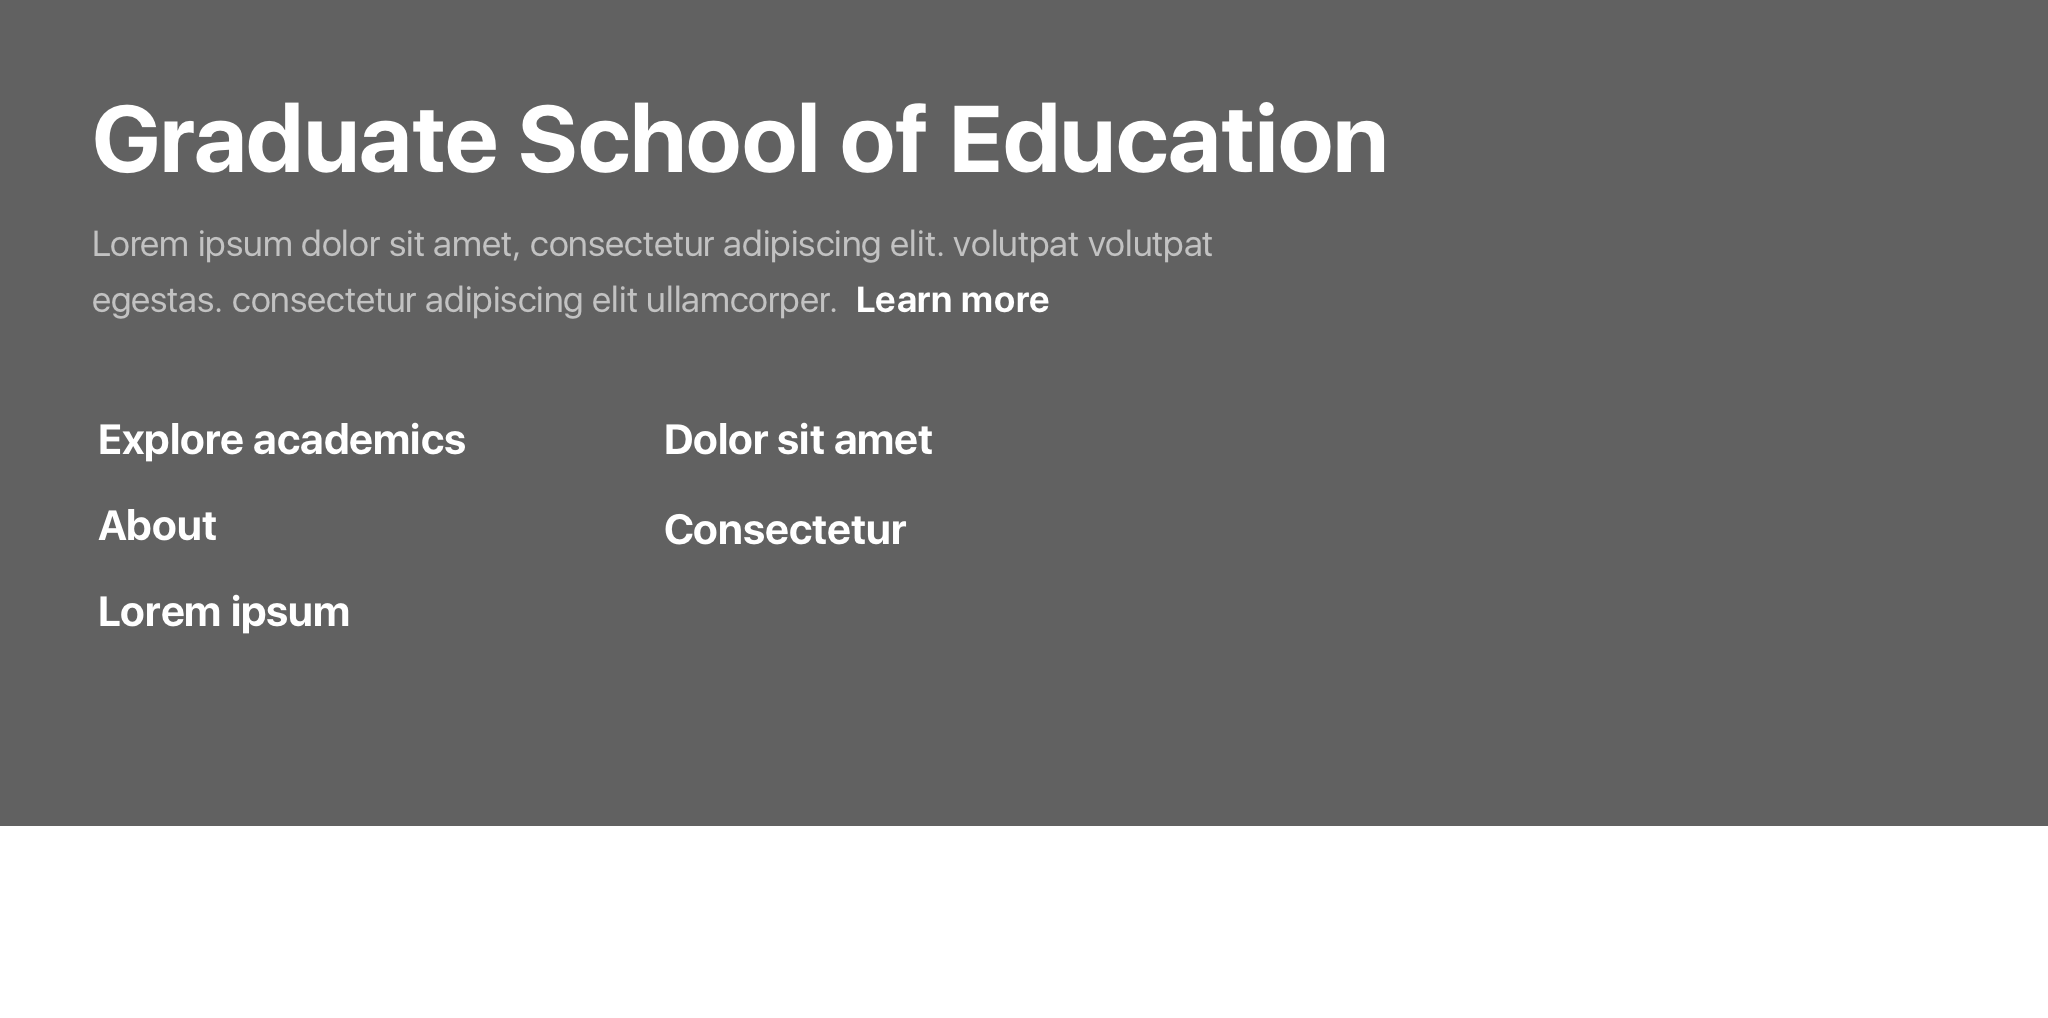 Graduate School of Education
Lorem ipsum dolor sit amet, consectetur adipiscing elit. volutpat volutpat
egestas. consectetur adipiscing elit ullamcorper. Learn more
Explore academics
About
Lorem ipsum
Dolor sit amet
Consectetur